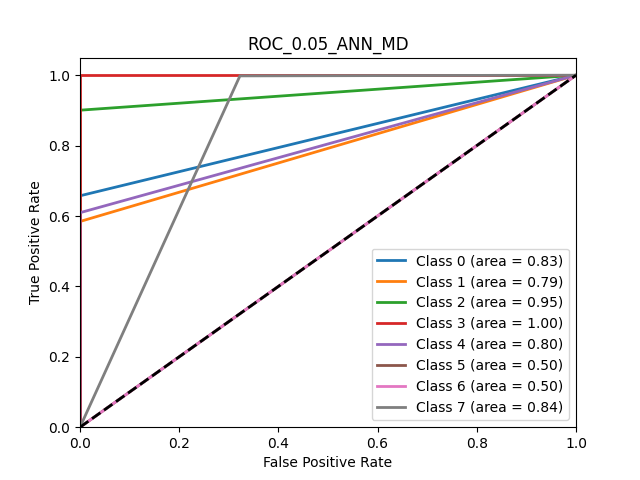 ROC_0.05_ANN_MD
True Positive Rate
1.0
0.8
0.6
0.4
0.2
0.0
0.0 0.2 0.4 0.6 0.8 1.0
False Positive Rate
Class 0 (area = 0.83)
Class 1 (area = 0.79)
Class 2 (area = 0.95)
Class 3 (area = 1.00)
Class 4 (area = 0.80)
Class 5 (area = 0.50)
Class 6 (area = 0.50)
Class 7 (area = 0.84)